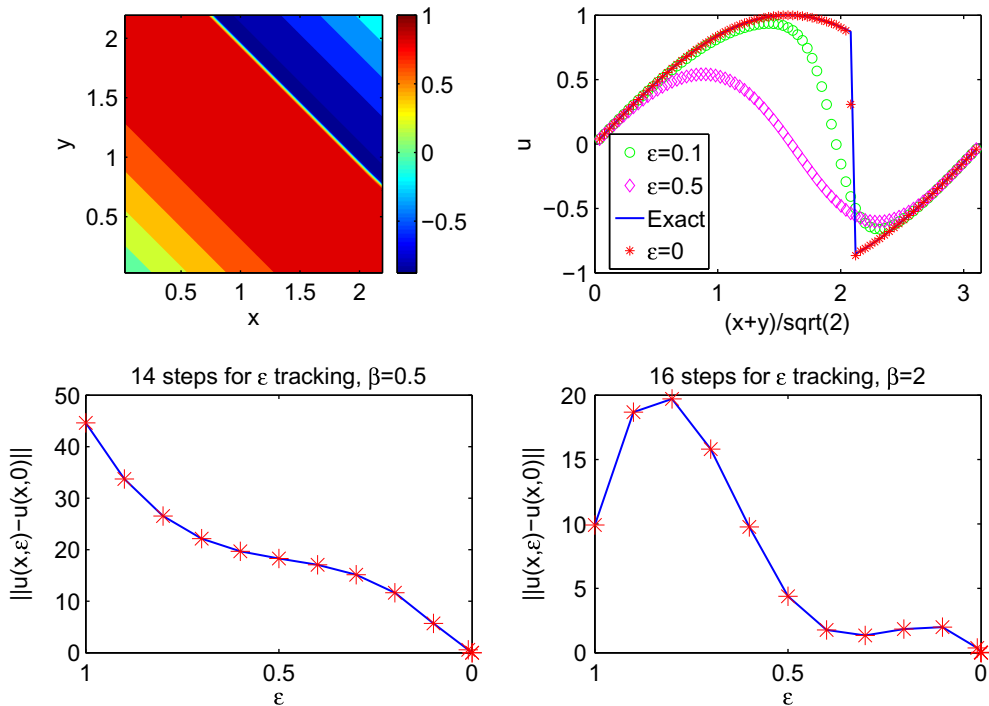 2
1.5
1
0.5
y
0.5 1 1.5 2
x
1
0.5
0
−0.5
1
0.5
0
−0.5
−1
u
ε=0.1
ε=0.5
Exact
ε=0
0 1 2 3
(x+y)/sqrt(2)
14 steps for ε tracking, β=0.5
50
40
30
20
10
0
||u(x,ε)−u(x,0)||
1 0.5 0
ε
16 steps for ε tracking, β=2
20
15
10
5
0
||u(x,ε)−u(x,0)||
1 0.5 0
ε